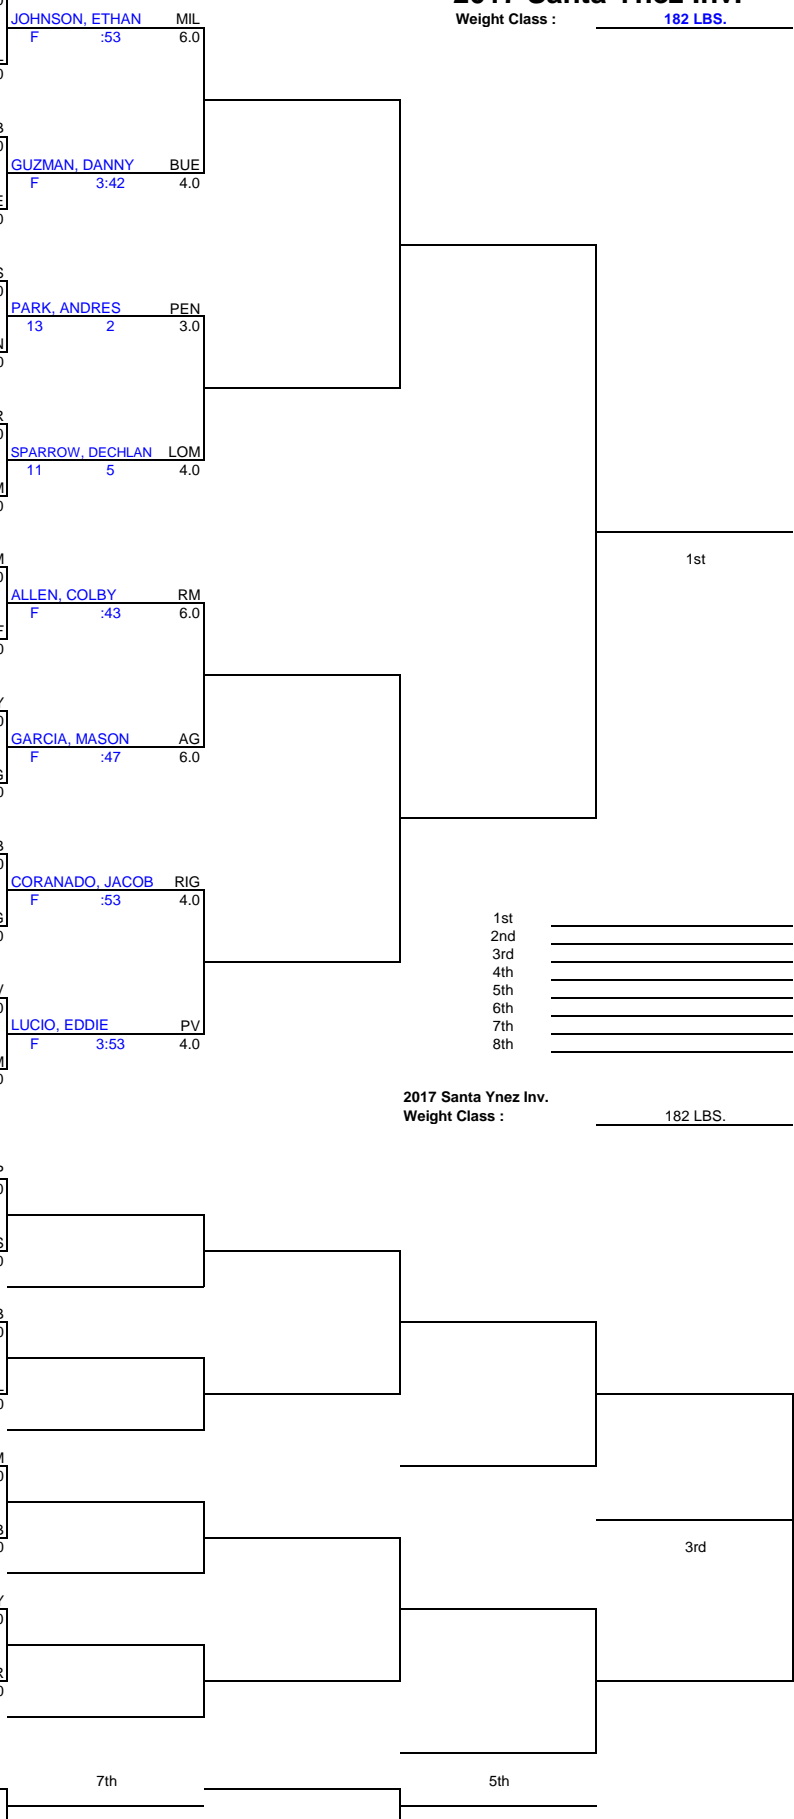 2017 Santa Ynez Inv.
Weight Class : 182 LBS.
JOHNSON, ETHAN MIL
F :53 6.0
GUZMAN, DANNY BUE
F 3:42 4.0
PARK, ANDRES PEN
13 2 3.0
SPARROW, DECHLAN LOM
11 5 4.0
1st
ALLEN, COLBY RM
F :43 6.0
GARCIA, MASON AG
F :47 6.0
CORANADO, JACOB RIG
F :53 4.0
1st
2nd
3rd
4th
5th
6th
7th
8th
LUCIO, EDDIE PV
F 3:53 4.0
2017 Santa Ynez Inv.
Weight Class : 182 LBS.
3rd
7th 5th